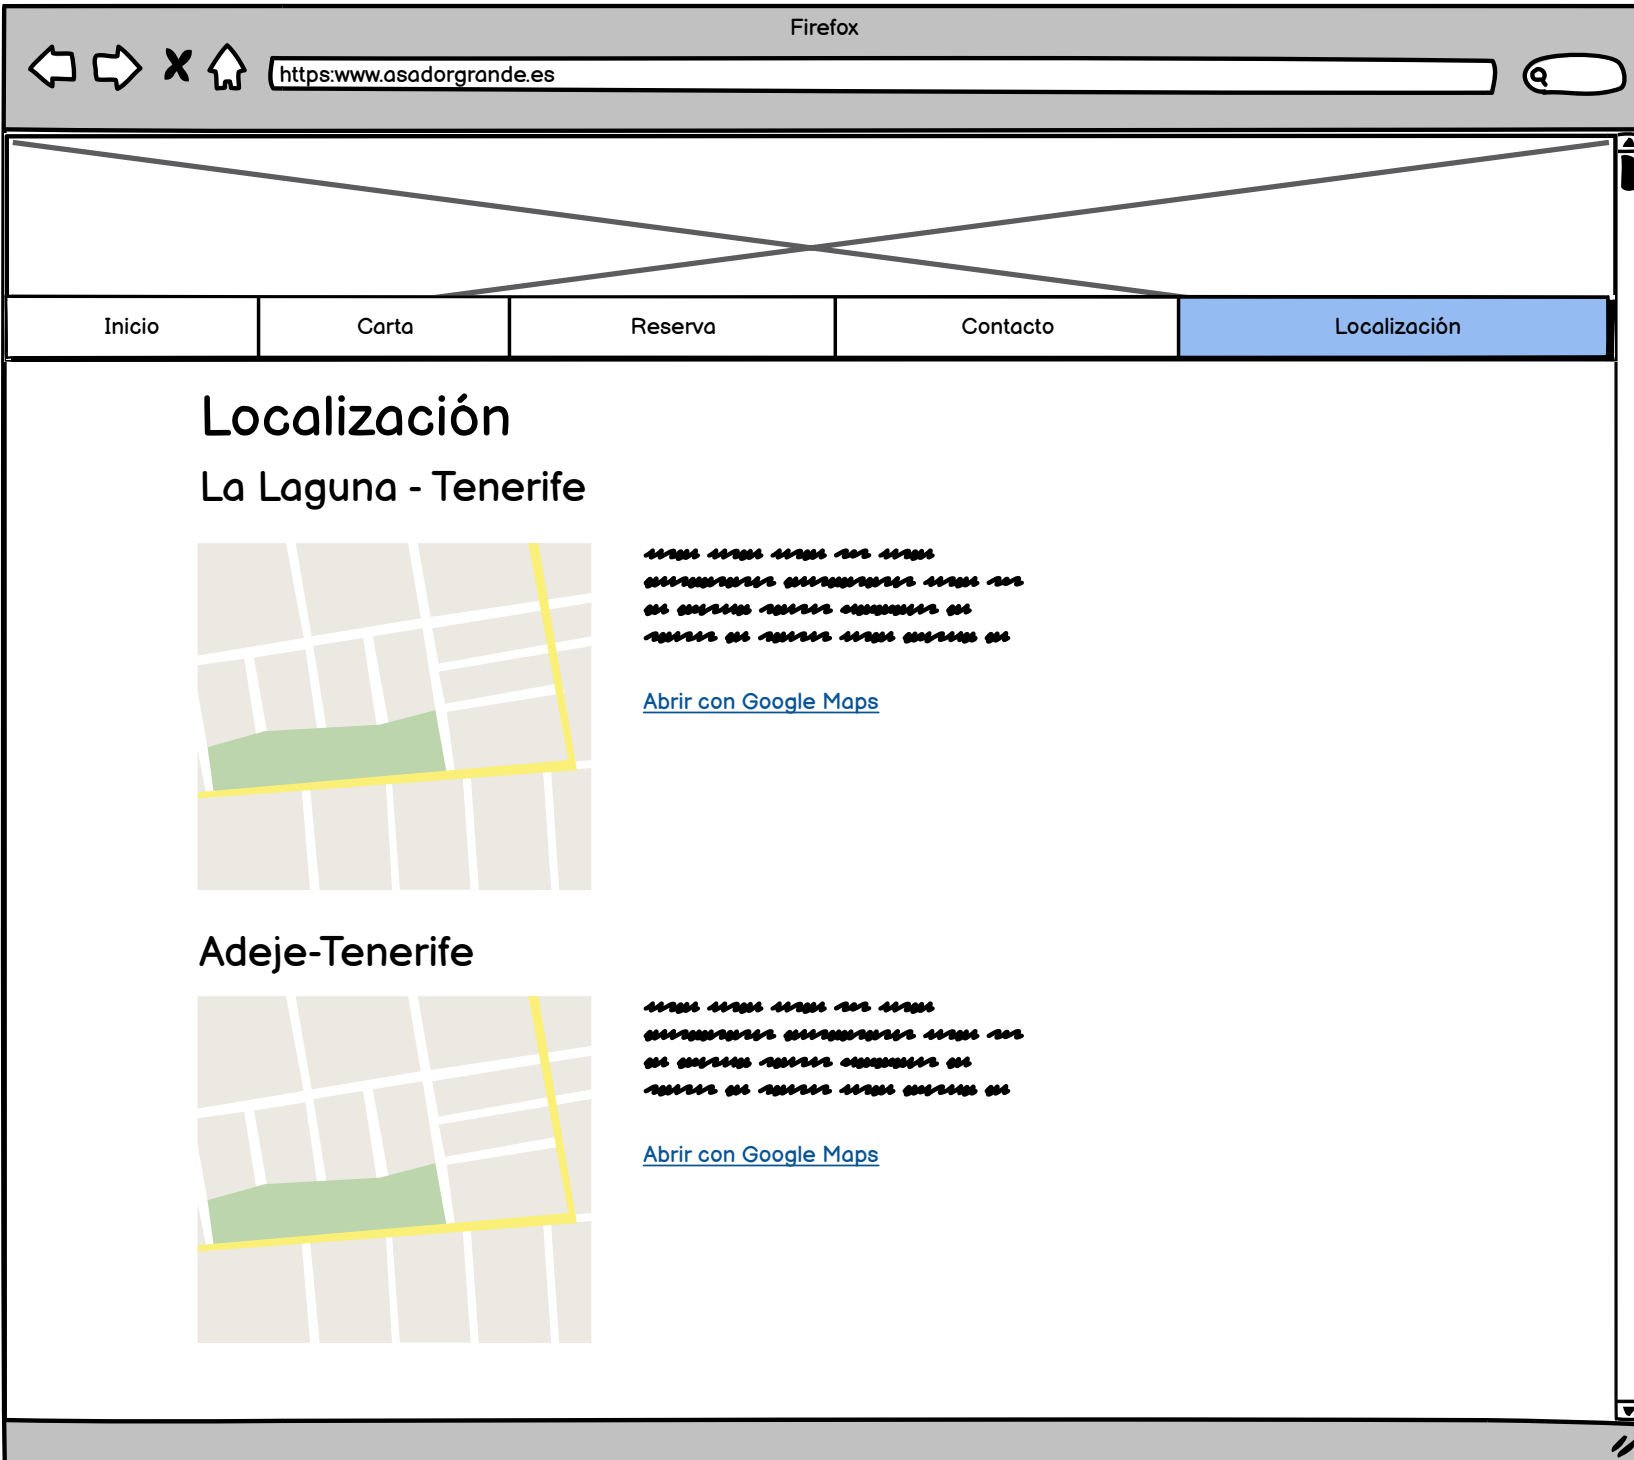 Firefox
https:www.asadorgrande.es
Inicio
Carta
Reserva
Contacto
Localización
Localización
La Laguna - Tenerife
Abrir con Google Maps
Adeje-Tenerife
Abrir con Google Maps